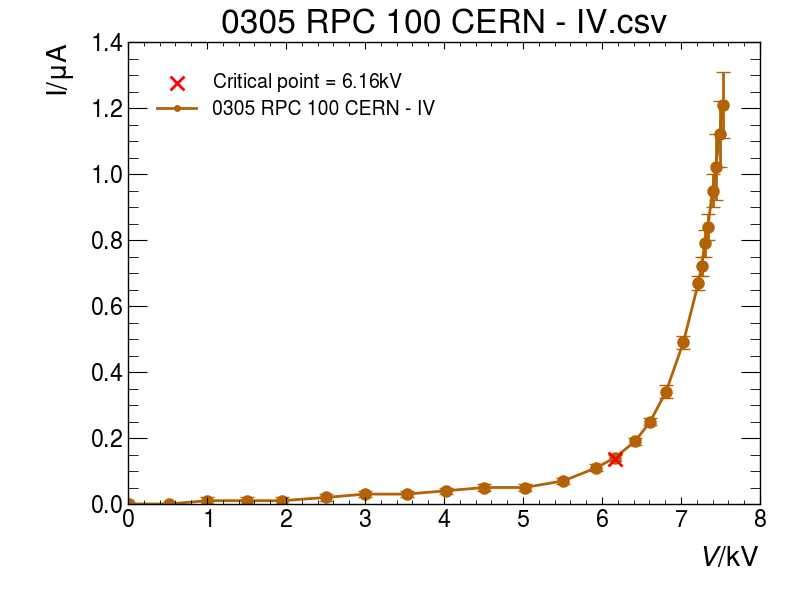 0305 RPC 100 CERN - IV.csv
I/μA
1.4
1.2
1.0
0.8
0.6
0.4
0.2
0.0
Critical point = 6.16kV
0305 RPC 100 CERN - IV
0 1 2 3 4 5 6 7 8
V/kV